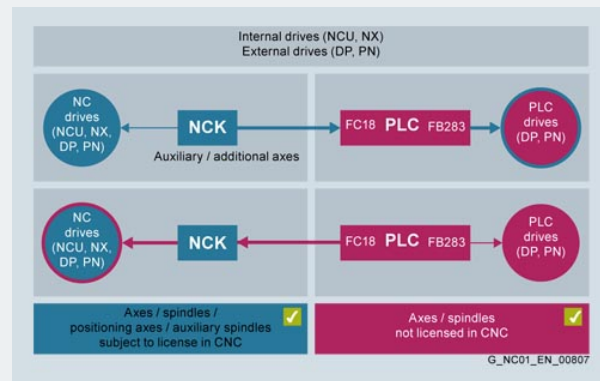 Internal drives (NCU, NX)
External drives (DP, PN)
NC
drives
(NCU, NX,
DP, PN)
NCK
Auxiliary / additional axes
FC18 PLC FB283
PLC
drives
(DP, PN)
NC
drives
(NCU, NX,
DP, PN)
NCK
FC18 PLC FB283
PLC
drives
(DP, PN)
Axes / spindles /
positioning axes / auxiliary spindles
subject to license in CNC
Axes / spindles
not licensed in CNC
G_NC01_EN_00807